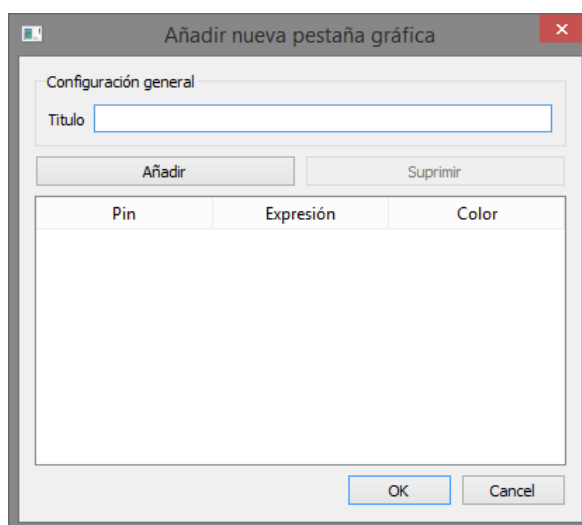 Añadir nueva pestaña gráfica
Configuración general
Titulo
Añadir Suprimir
Pin Expresión Color
OK Cancel